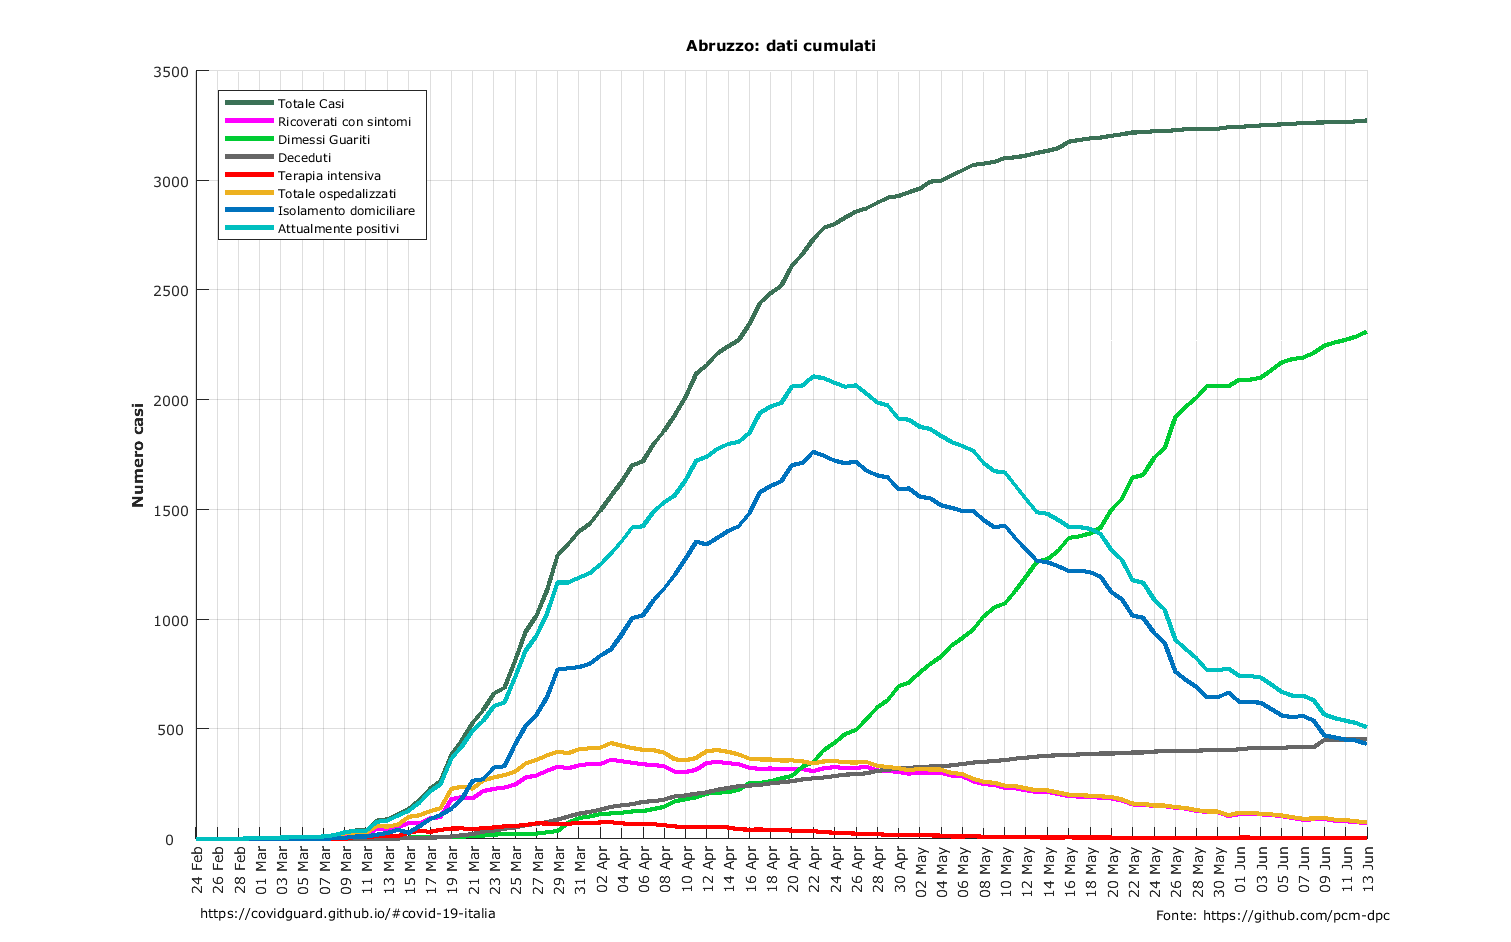 Abruzzo: dati cumulati
Numero casi
3500
3000
2500
2000
1500
1000
500
0
Totale Casi
Ricoverati con sintomi
Dimessi Guariti
Deceduti
Terapia intensiva
Totale ospedalizzati
Isolamento domiciliare
Attualmente positivi
24 Feb
26 Feb
28 Feb
01 Mar
03 Mar
05 Mar
07 Mar
09 Mar
11 Mar
13 Mar
15 Mar
17 Mar
19 Mar
21 Mar
23 Mar
25 Mar
27 Mar
29 Mar
31 Mar
02 Apr
04 Apr
06 Apr
08 Apr
10 Apr
12 Apr
14 Apr
16 Apr
18 Apr
20 Apr
22 Apr
24 Apr
26 Apr
28 Apr
30 Apr
02 May
04 May
06 May
08 May
10 May
12 May
14 May
16 May
18 May
20 May
22 May
24 May
26 May
28 May
30 May
01 Jun
03 Jun
05 Jun
07 Jun
09 Jun
11 Jun
13 Jun
https://covidguard.github.io/#covid-19-italia
Fonte: https://github.com/pcm-dpc